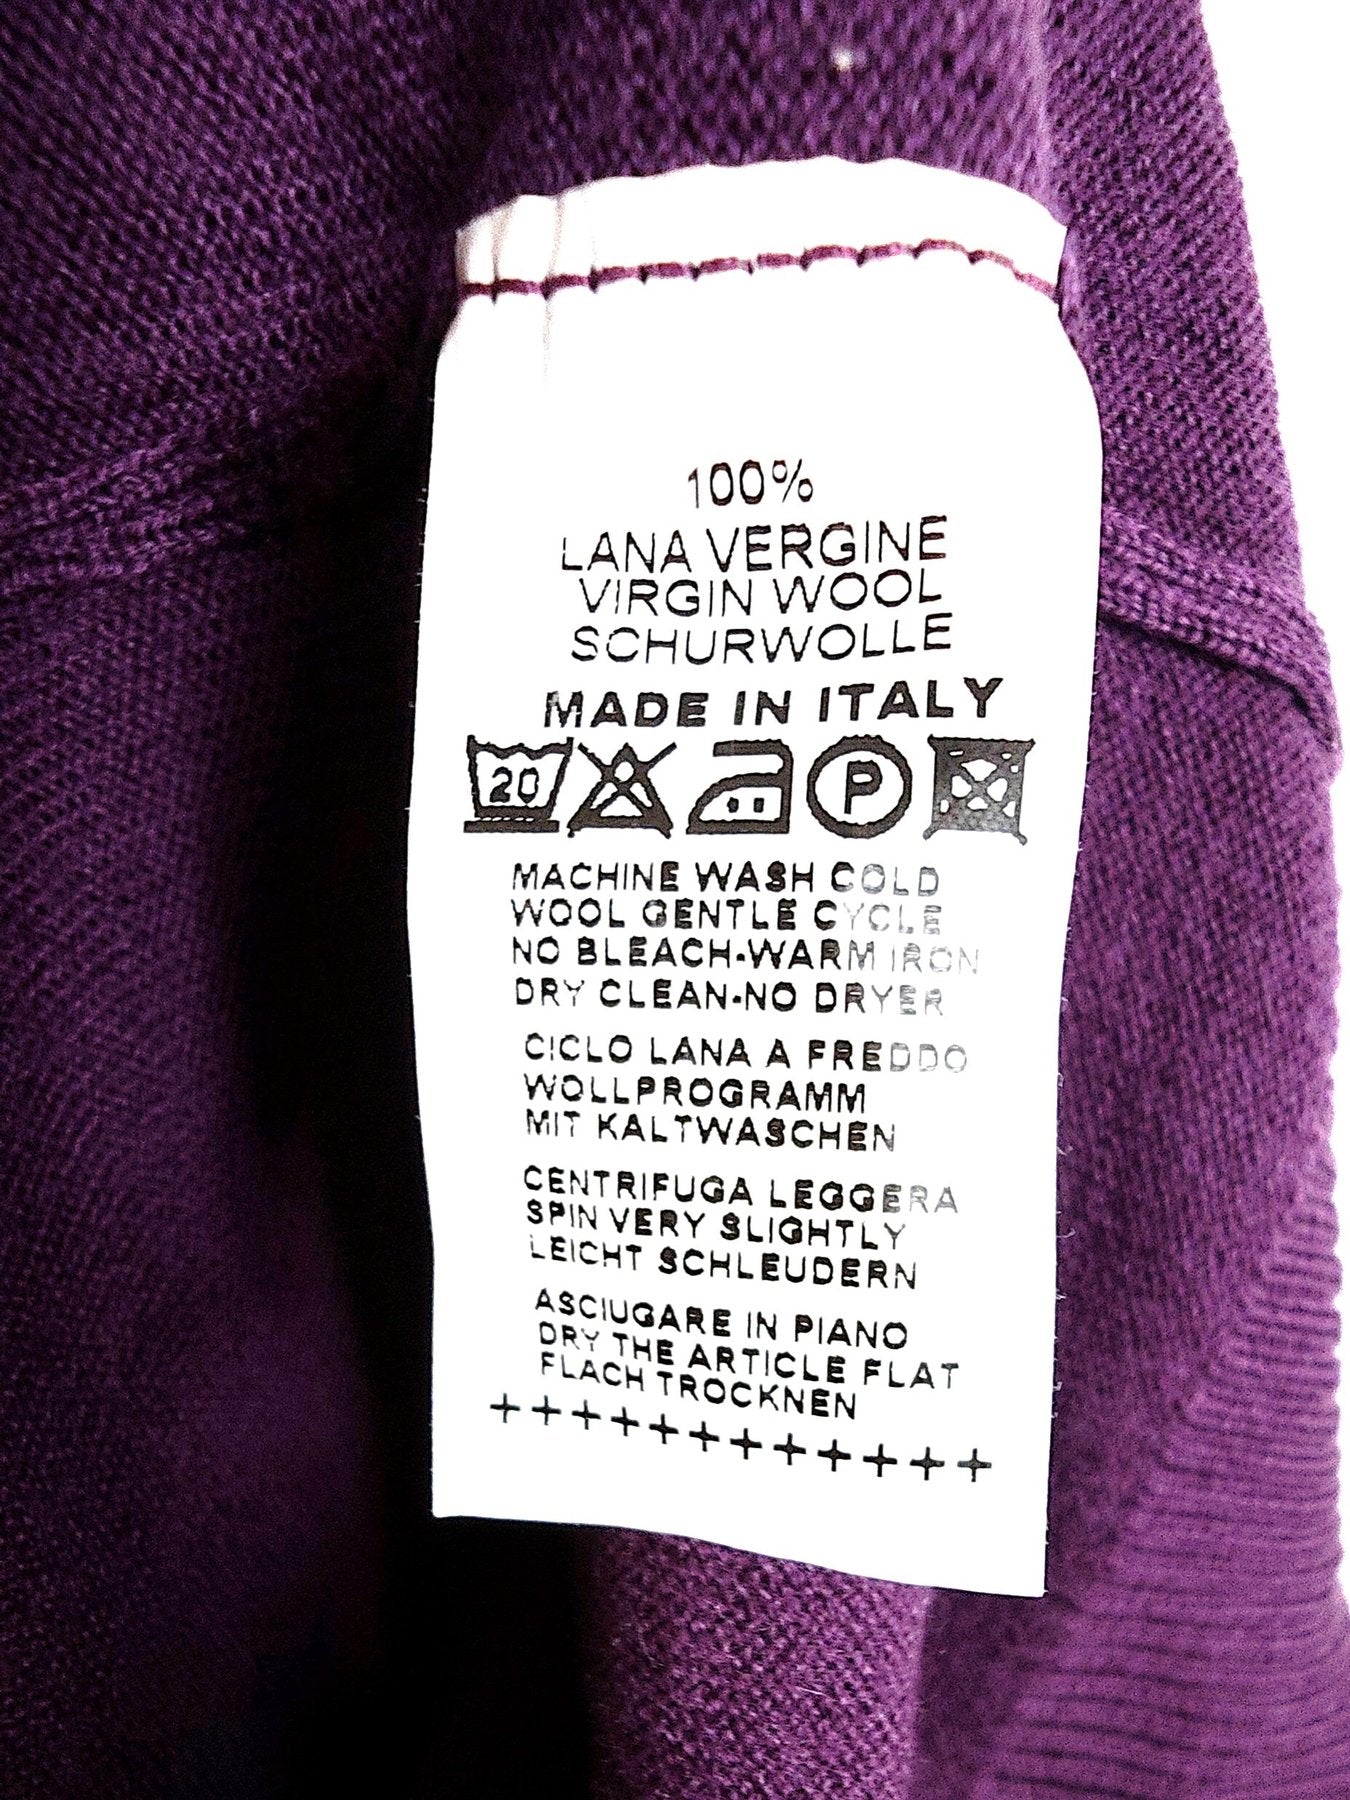 100%
LANA VERGINE
VIRGIN WOOL
SCHURWOLLE
MADE IN ITALY
20 P
MACHINE WASH COLD
WOOL GENTLE CYCLE
NO BLEACH-WARM IRON
DRY CLEAN-NO DRYER
CICLO LANA A FREDDO
WOLLPROGRAMM
MIT KALTWASCHEN
CENTRIFUGA LEGGERA
SPIN VERY SLIGHTLY
LEICHT SCHLEUDERN
ASCIUGARE IN PIANO
DRY THE ARTICLE FLAT
FLACH TROCKNEN
++++++++++++